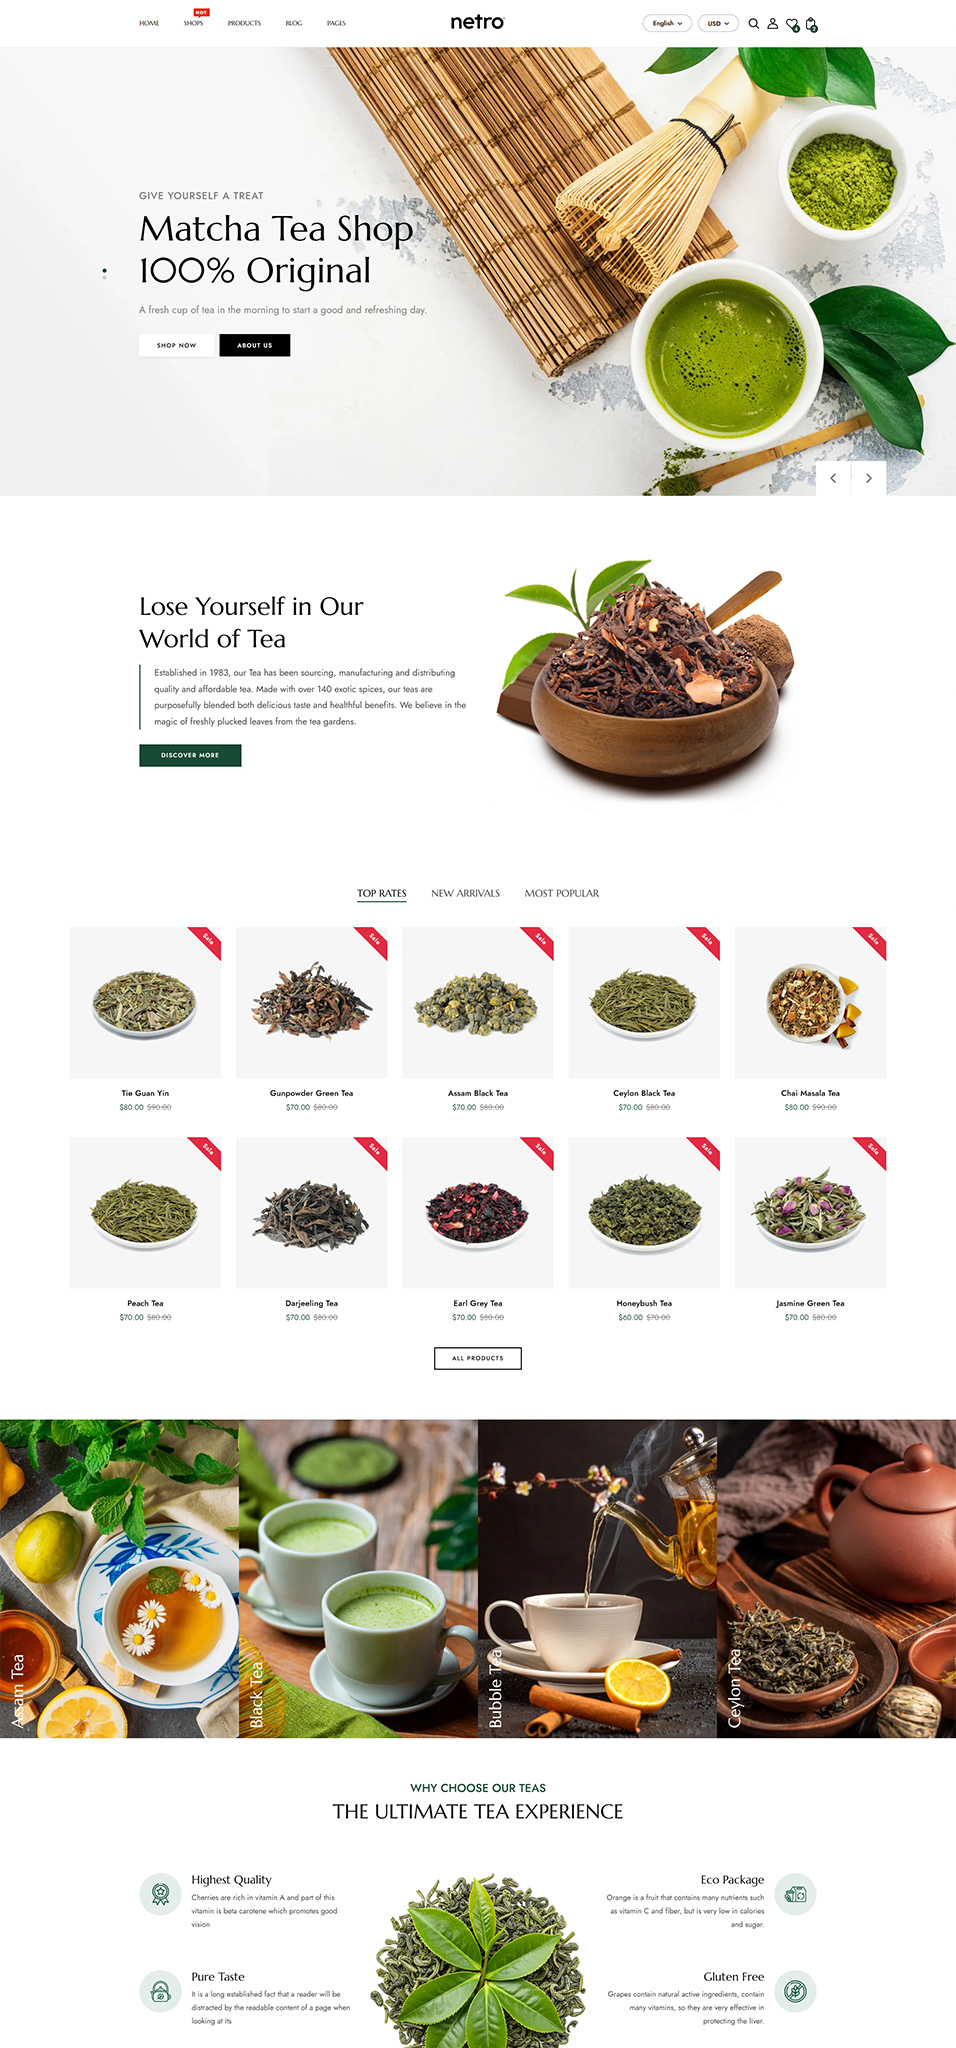 HOME
SHOPS
HOT
PRODUCTS
BLOG
PAGES
netro
English
USD
4
2
GIVE YOURSELF A TREAT
Matcha Tea Shop
100% Original
A fresh cup of tea in the morning to start a good and refreshing day.
SHOP NOW
ABOUT US
Lose Yourself in Our
World of Tea
Established in 1983, our Tea has been sourcing, manufacturing and distributing
quality and affordable tea. Made with over 140 exotic spices, our teas are
purposefully blended both delicious taste and healthful benefits. We believe in the
magic of freshly plucked leaves from the tea gardens.
DISCOVER MORE
TOP RATES
NEW ARRIVALS
MOST POPULAR
Sale
Sale
Sale
Sale
Sale
Tie Guan Yin
$80.00 $90.00
Gunpowder Green Tea
$70.00 $80.00
Assam Black Tea
$70.00 $80.00
Ceylon Black Tea
$70.00 $80.00
Chai Masala Tea
$80.00 $90.00
Sale
Sale
Sale
Sale
Sale
Peach Tea
$70.00 $80.00
Darjeeling Tea
$70.00 $80.00
Earl Grey Tea
$70.00 $80.00
Honeybush Tea
$60.00 $70.00
Jasmine Green Tea
$70.00 $80.00
ALL PRODUCTS
Assam Tea
Black Tea
Bubble Tea
Ceylon Tea
WHY CHOOSE OUR TEAS
THE ULTIMATE TEA EXPERIENCE
Highest Quality
Cherries are rich in vitamin A and part of this
vitamin is beta carotene which promotes good
vision
Eco Package
Orange is a fruit that contains many nutrients such
as vitamin C and fiber, but is very low in calories
and sugar.
Pure Taste
It is a long established fact that a reader will be
distracted by the readable content of a page when
looking at its
Gluten Free
Grapes contain natural active ingredients, contain
many vitamins, so they are very effective in
protecting the liver.